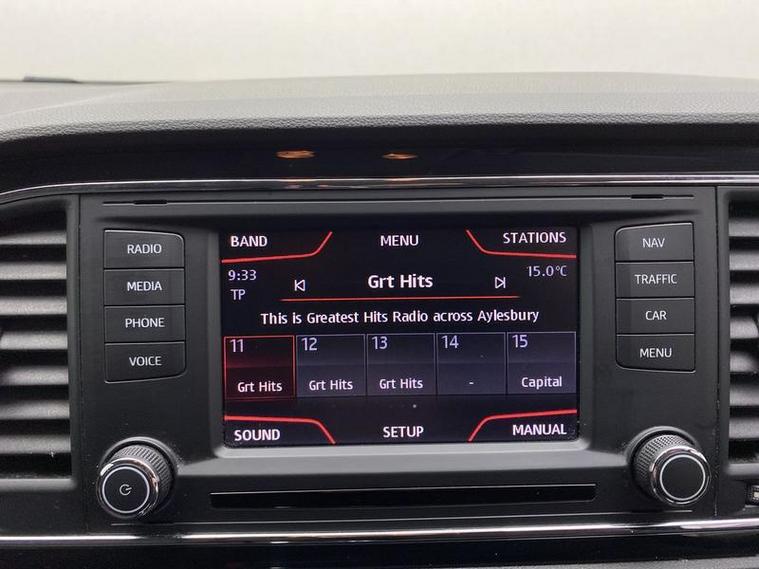 RADIO
MEDIA
PHONE
VOICE
BAND
MENU
STATIONS
9:33
TP
Grt Hits
15.0°C
This is Greatest Hits Radio across Aylesbury
11
Grt Hits
12
Grt Hits
13
Grt Hits
14
-
15
Capital
SOUND
SETUP
MANUAL
NAV
TRAFFIC
CAR
MENU